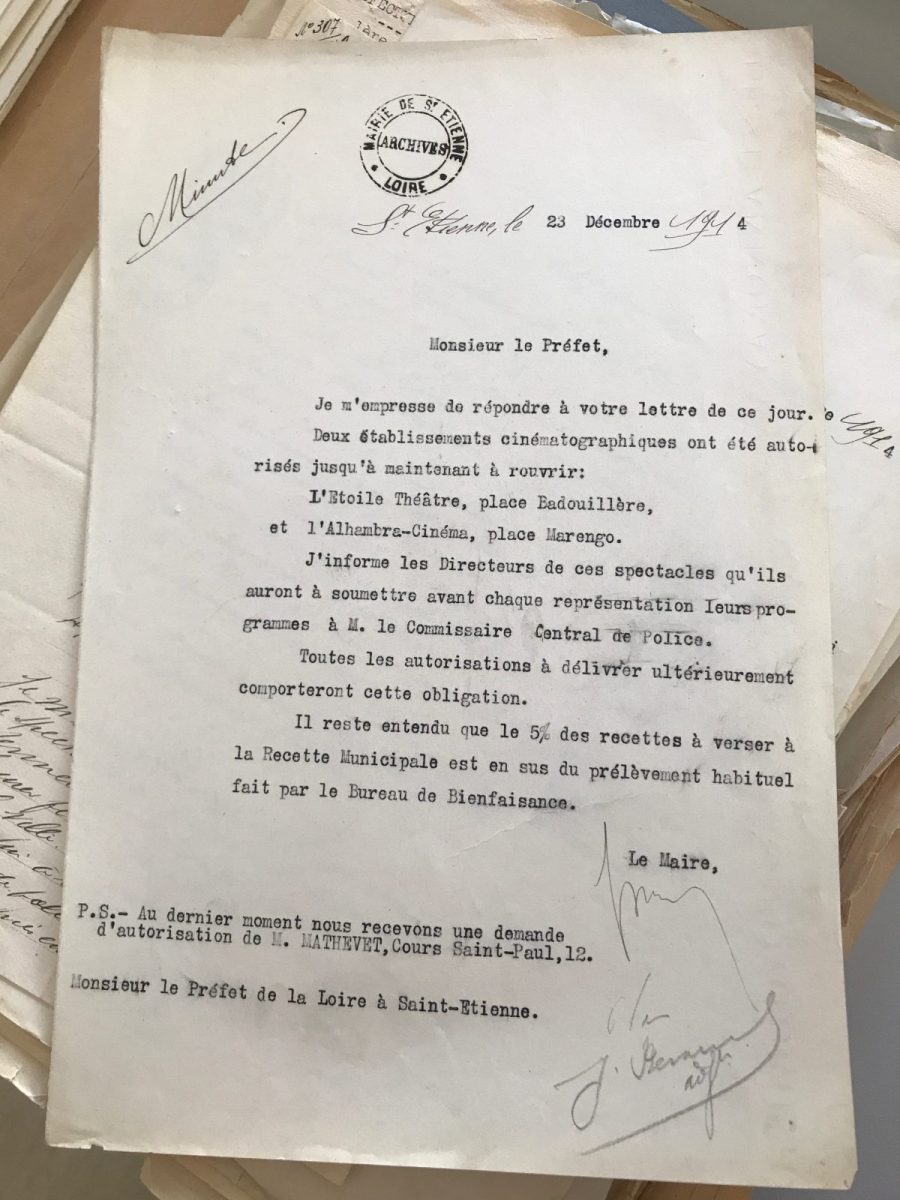 N° 307
Minute
MAIRIE DE St ETIENNE
ARCHIVES
LOIRE
St Etienne, le 23 Décembre 1914
Monsieur le Préfet,
Je m'empresse de répondre à votre lettre de ce jour.
1914
Deux établissements cinématographiques ont été auto-
risés jusqu'à maintenant à rouvrir:
L'Etoile Théâtre, place Badouillère,
et l'Alhambra-Cinéma, place Marengo.
J'informe les Directeurs de ces spectacles qu'ils
auront à soumettre avant chaque représentation leurs pro-
grammes à M. le Commissaire Central de Police.
Toutes les autorisations à délivrer ultérieurement
comporteront cette obligation.
Il reste entendu que le 5% des recettes à verser à
la Recette Municipale est en sus du prélèvement habituel
fait par le Bureau de Bienfaisance.
Le Maire,
P.S.- Au dernier moment nous recevons une demande
d'autorisation de M. MATHEVET, Cours Saint-Paul, 12.
Monsieur le Préfet de la Loire à Saint-Etienne.